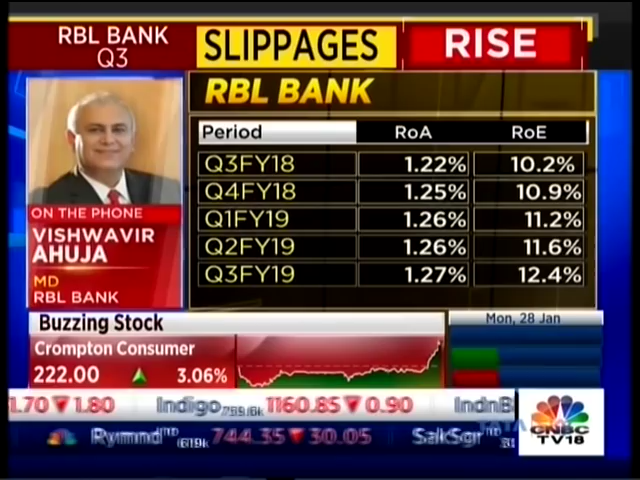 RBL BANK
Q3
SLIPPAGES
RISE
RBL BANK
Period RoA RoE
Q3FY18 1.22% 10.2%
Q4FY18 1.25% 10.9%
Q1FY19 1.26% 11.2%
Q2FY19 1.26% 11.6%
Q3FY19 1.27% 12.4%
ON THE PHONE
VISHWAVIR
AHUJA
MD
RBL BANK
Buzzing Stock
Mon, 28 Jan
Crompton Consumer
222.00 3.06%
1.70 ▼ 1.80 Indigo 1160.85 ▼ 0.90 IndnB
Rymnd 744.35 ▼ 30.05 SakSgr
CNBC
TV18